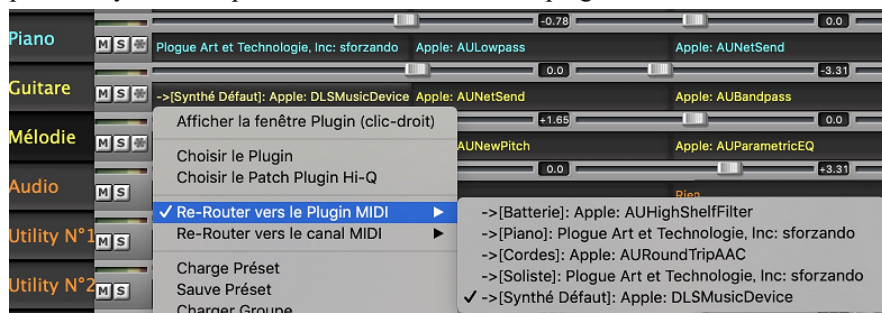 -0.78 0.0
Piano M S Plogue Art et Technologie, Inc: sforzando Apple: AULowpass Apple: AUNetSend
0.0 -3.31
Guitare M S ->[Synthé Défaut]: Apple: DLSMusicDevice Apple: AUNetSend Apple: AUBandpass
Afficher la fenêtre Plugin (clic-droit) +1.65 0.0
Mélodie M S AUNewPitch Apple: AUParametricEQ
Choisir le Plugin 0.0 +3.31
Choisir le Patch Plugin Hi-Q
Audio M S Rien
✓ Re-Router vers le Plugin MIDI ▶ ->[Batterie]: Apple: AUHighShelfFilter
Utility N°1 M S Re-Router vers le canal MIDI ▶ ->[Piano]: Plogue Art et Technologie, Inc: sforzando
->[Cordes]: Apple: AURoundTripAAC
Charge Préset ->[Soliste]: Plogue Art et Technologie, Inc: sforzando
Utility N°2 M S Sauve Préset ✓ ->[Synthé Défaut]: Apple: DLSMusicDevice
Charger Groupe